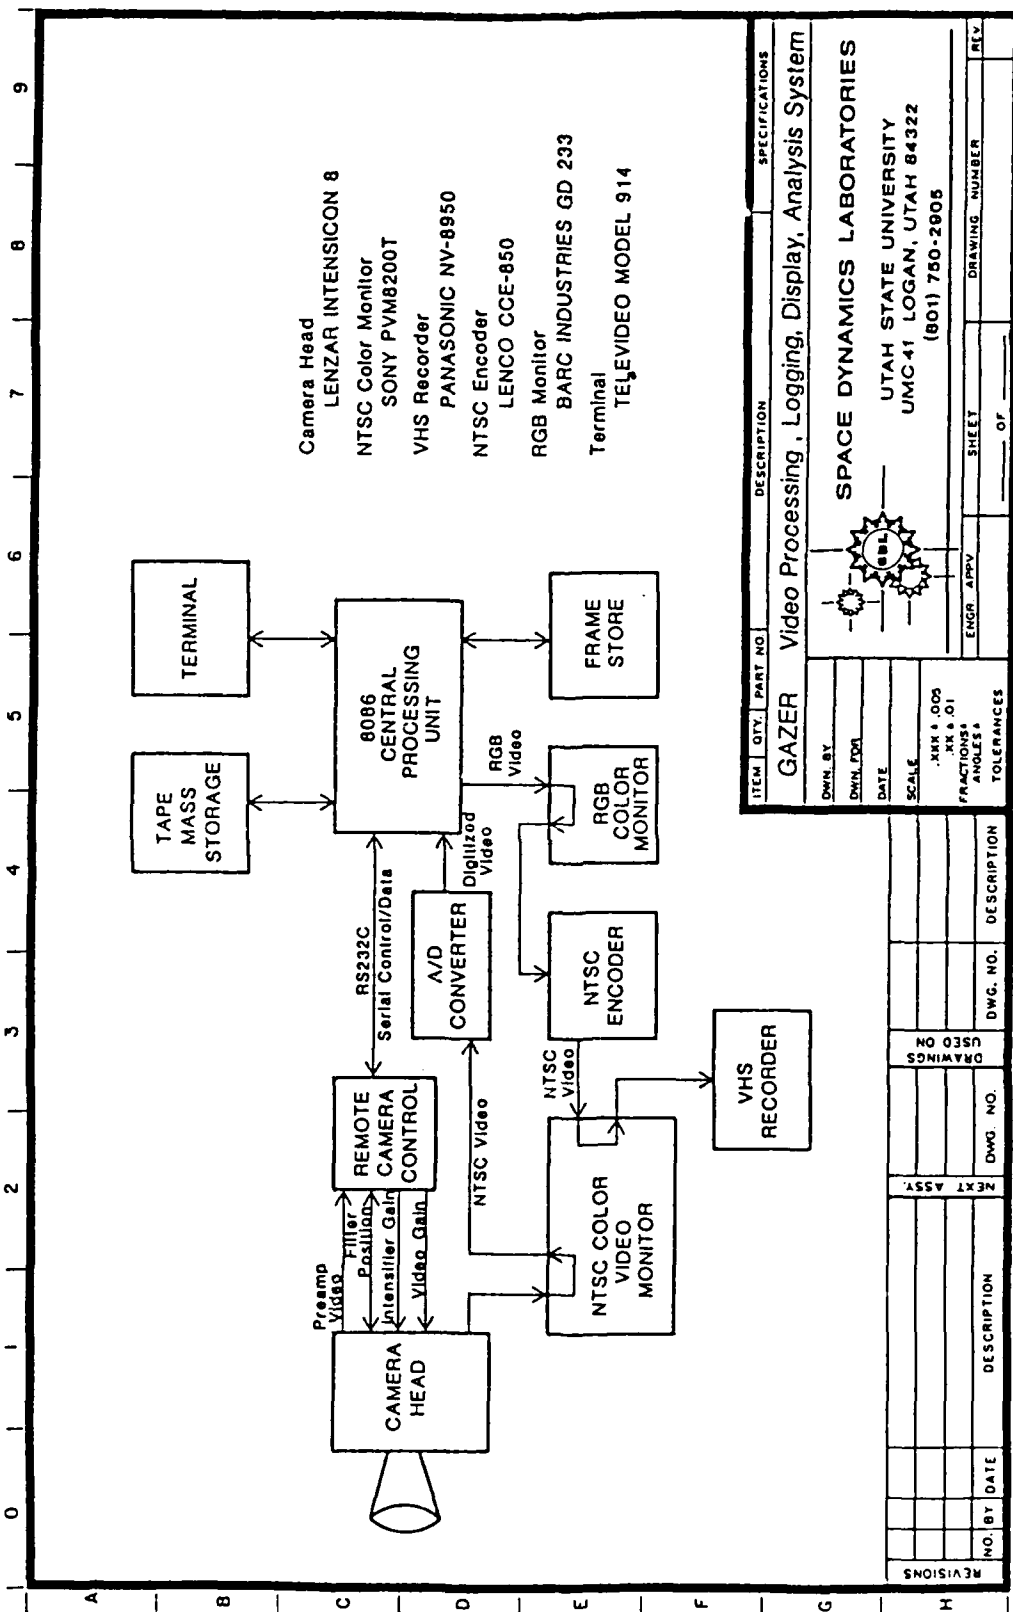 0 1 2 3 4 5 6 7 8 9
A
B
C
D
E
F
G
H
TAPE
MASS
STORAGE
TERMINAL
CAMERA
HEAD
Preamp
Video
Filter
Position
Intensifier Gain
Video Gain
REMOTE
CAMERA
CONTROL
RS232C
Serial Control/Data
8086
CENTRAL
PROCESSING
UNIT
NTSC Video
A/D
CONVERTER
Digitized
Video
RGB
Video
NTSC COLOR
VIDEO
MONITOR
NTSC
Video
NTSC
ENCODER
RGB
COLOR
MONITOR
FRAME
STORE
VHS
RECORDER
Camera Head
LENZAR INTENSICON 8
NTSC Color Monitor
SONY PVM8200T
VHS Recorder
PANASONIC NV-8950
NTSC Encoder
LENCO CCE-850
RGB Monitor
BARC INDUSTRIES GD 233
Terminal
TELEVIDEO MODEL 914
ITEM QTY. PART NO. DESCRIPTION SPECIFICATIONS
GAZER Video Processing, Logging, Display, Analysis System
DWN. BY
DWN. FOR
DATE
SCALE
.XXX ± .005
.XX ± .01
FRACTIONS ±
ANGLES ±
TOLERANCES
SDL
SPACE DYNAMICS LABORATORIES
UTAH STATE UNIVERSITY
UMC41 LOGAN, UTAH 84322
(801) 750-2905
ENGR. APPV. SHEET DRAWING NUMBER REV
OF
REVISIONS
NO. BY DATE DESCRIPTION
NEXT ASSY.
DWG. NO.
DRAWINGS
USED ON
DWG. NO. DESCRIPTION